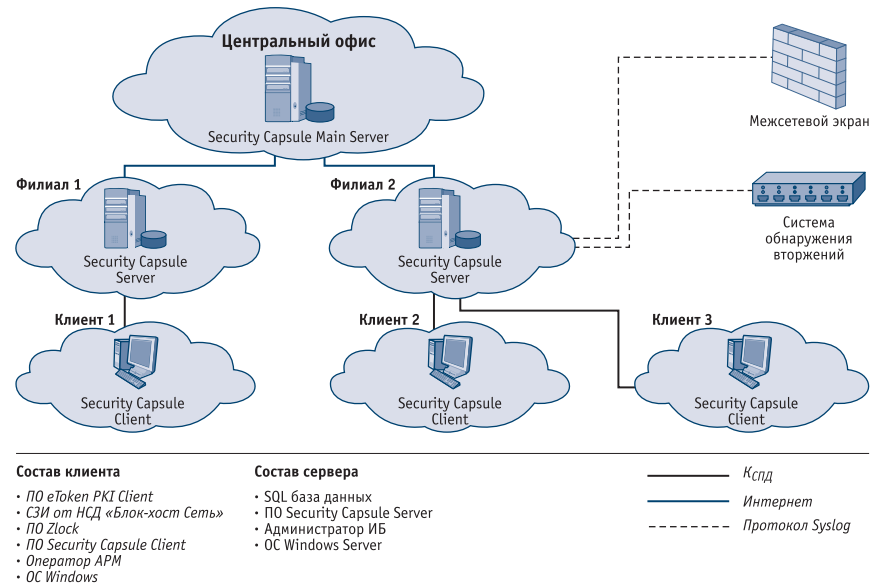 Центральный офис
Security Capsule Main Server
Межсетевой экран
Филиал 1
Филиал 2
Security Capsule
Server
Security Capsule
Server
Система
обнаружения
вторжений
Клиент 1
Клиент 2
Клиент 3
Security Capsule
Client
Security Capsule
Client
Security Capsule
Client
Состав клиента
• ПО eToken PKI Client
• СЗИ от НСД «Блок-хост Сеть»
• ПО Zlock
• ПО Security Capsule Client
• Оператор АРМ
• ОС Windows
Состав сервера
• SQL база данных
• ПО Security Capsule Server
• Администратор ИБ
• ОС Windows Server
КСПД
Интернет
Протокол Syslog